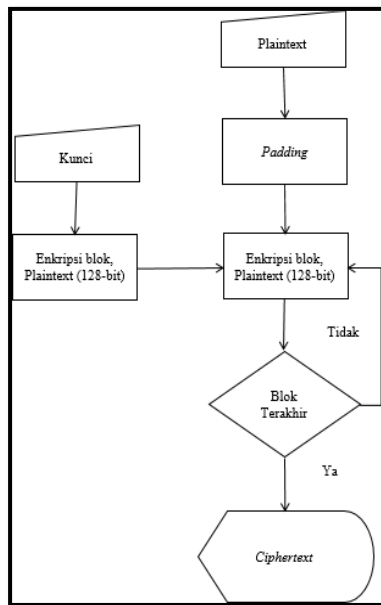 Plaintext
Padding
Kunci
Enkripsi blok,
Plaintext (128-bit)
Enkripsi blok,
Plaintext (128-bit)
Tidak
Blok
Terakhir
Ya
Ciphertext